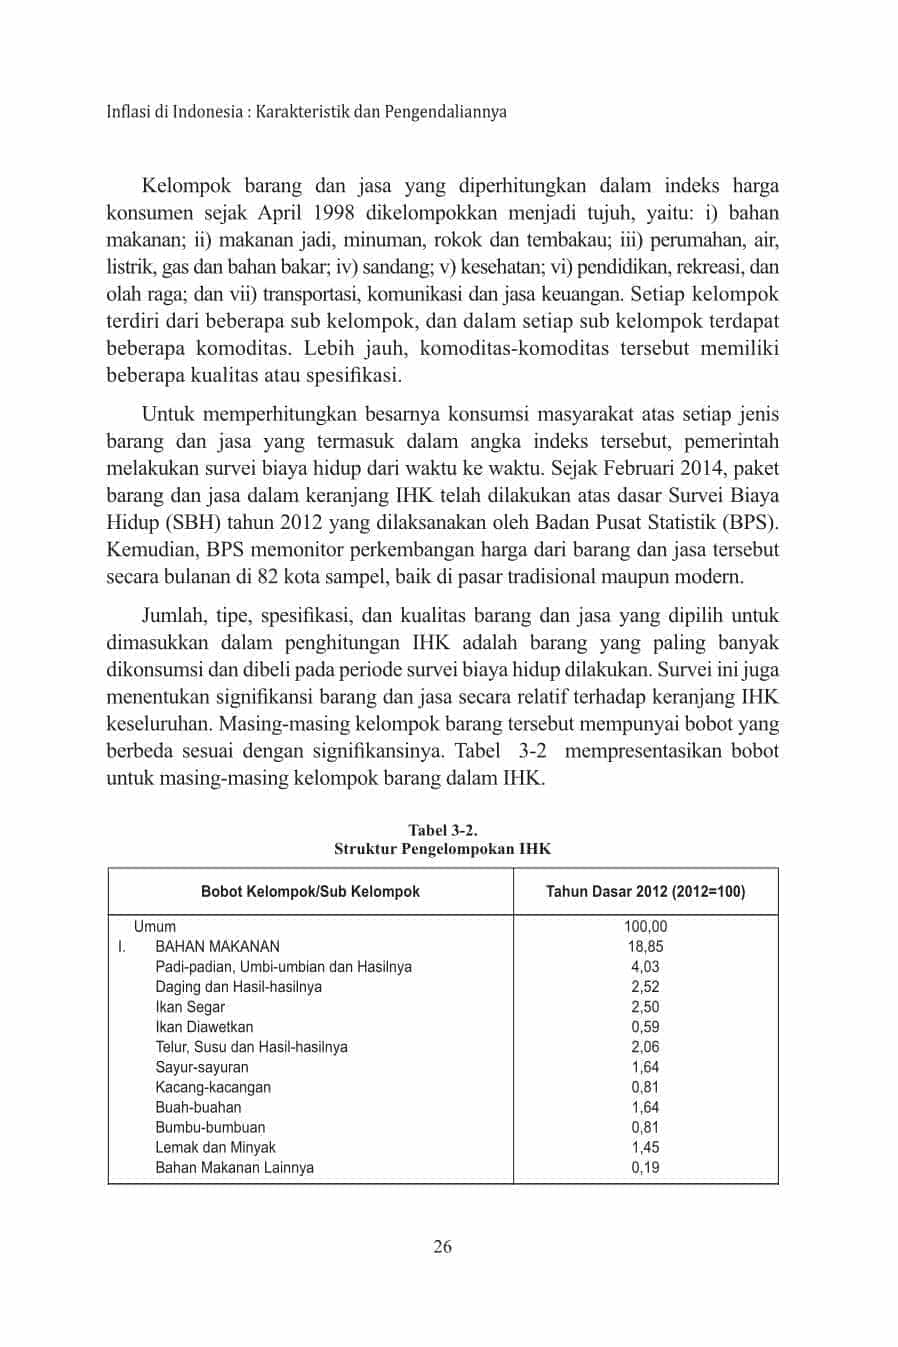 Inflasi di Indonesia : Karakteristik dan Pengendaliannya
Kelompok barang dan jasa yang diperhitungkan dalam indeks harga
konsumen sejak April 1998 dikelompokkan menjadi tujuh, yaitu: i) bahan
makanan; ii) makanan jadi, minuman, rokok dan tembakau; iii) perumahan, air,
listrik, gas dan bahan bakar; iv) sandang; v) kesehatan; vi) pendidikan, rekreasi, dan
olah raga; dan vii) transportasi, komunikasi dan jasa keuangan. Setiap kelompok
terdiri dari beberapa sub kelompok, dan dalam setiap sub kelompok terdapat
beberapa komoditas. Lebih jauh, komoditas-komoditas tersebut memiliki
beberapa kualitas atau spesifikasi.
Untuk memperhitungkan besarnya konsumsi masyarakat atas setiap jenis
barang dan jasa yang termasuk dalam angka indeks tersebut, pemerintah
melakukan survei biaya hidup dari waktu ke waktu. Sejak Februari 2014, paket
barang dan jasa dalam keranjang IHK telah dilakukan atas dasar Survei Biaya
Hidup (SBH) tahun 2012 yang dilaksanakan oleh Badan Pusat Statistik (BPS).
Kemudian, BPS memonitor perkembangan harga dari barang dan jasa tersebut
secara bulanan di 82 kota sampel, baik di pasar tradisional maupun modern.
Jumlah, tipe, spesifikasi, dan kualitas barang dan jasa yang dipilih untuk
dimasukkan dalam penghitungan IHK adalah barang yang paling banyak
dikonsumsi dan dibeli pada periode survei biaya hidup dilakukan. Survei ini juga
menentukan signifikansi barang dan jasa secara relatif terhadap keranjang IHK
keseluruhan. Masing-masing kelompok barang tersebut mempunyai bobot yang
berbeda sesuai dengan signifikansinya. Tabel 3-2 mempresentasikan bobot
untuk masing-masing kelompok barang dalam IHK.
Tabel 3-2.
Struktur Pengelompokan IHK
Bobot Kelompok/Sub Kelompok Tahun Dasar 2012 (2012=100)
Umum 100,00
I. BAHAN MAKANAN 18,85
Padi-padian, Umbi-umbian dan Hasilnya 4,03
Daging dan Hasil-hasilnya 2,52
Ikan Segar 2,50
Ikan Diawetkan 0,59
Telur, Susu dan Hasil-hasilnya 2,06
Sayur-sayuran 1,64
Kacang-kacangan 0,81
Buah-buahan 1,64
Bumbu-bumbuan 0,81
Lemak dan Minyak 1,45
Bahan Makanan Lainnya 0,19
26